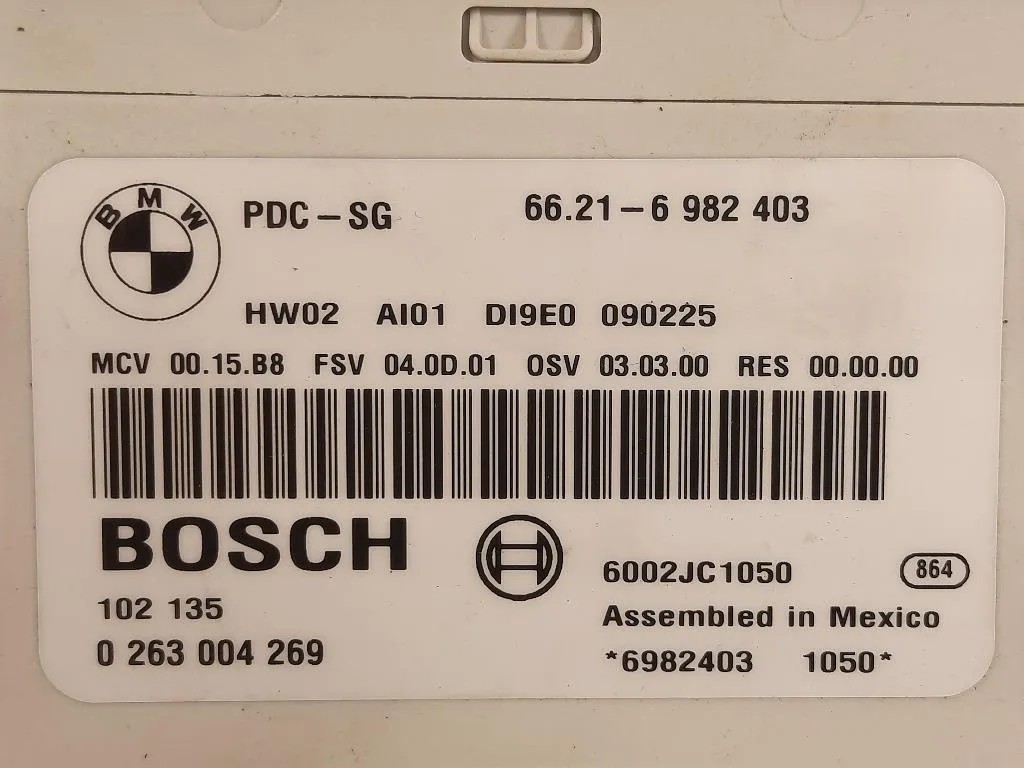 BMW
PDC-SG 66.21-6 982 403
HW02 AI01 DI9E0 090225
MCV 00.15.B8 FSV 04.0D.01 OSV 03.03.00 RES 00.00.00
BOSCH
6002JC1050 864
102 135 Assembled in Mexico
0 263 004 269 *6982403 1050*